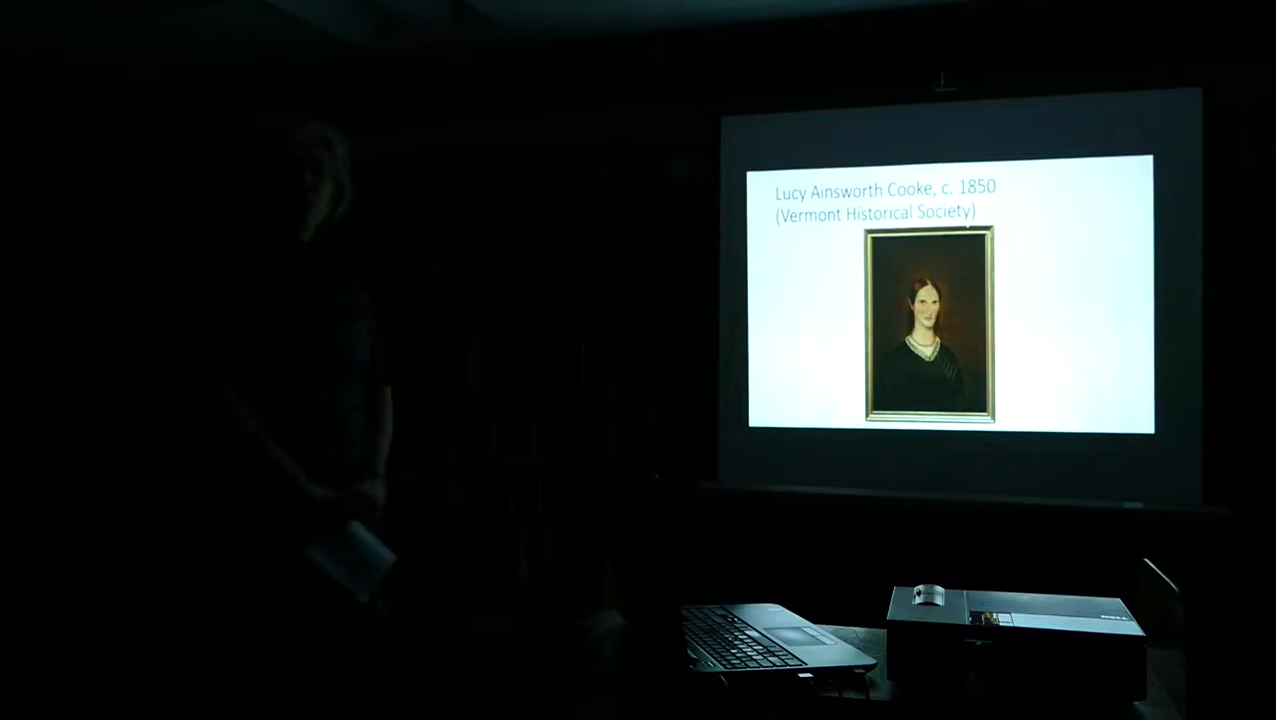 Lucy Ainsworth Cooke, c. 1850
(Vermont Historical Society)